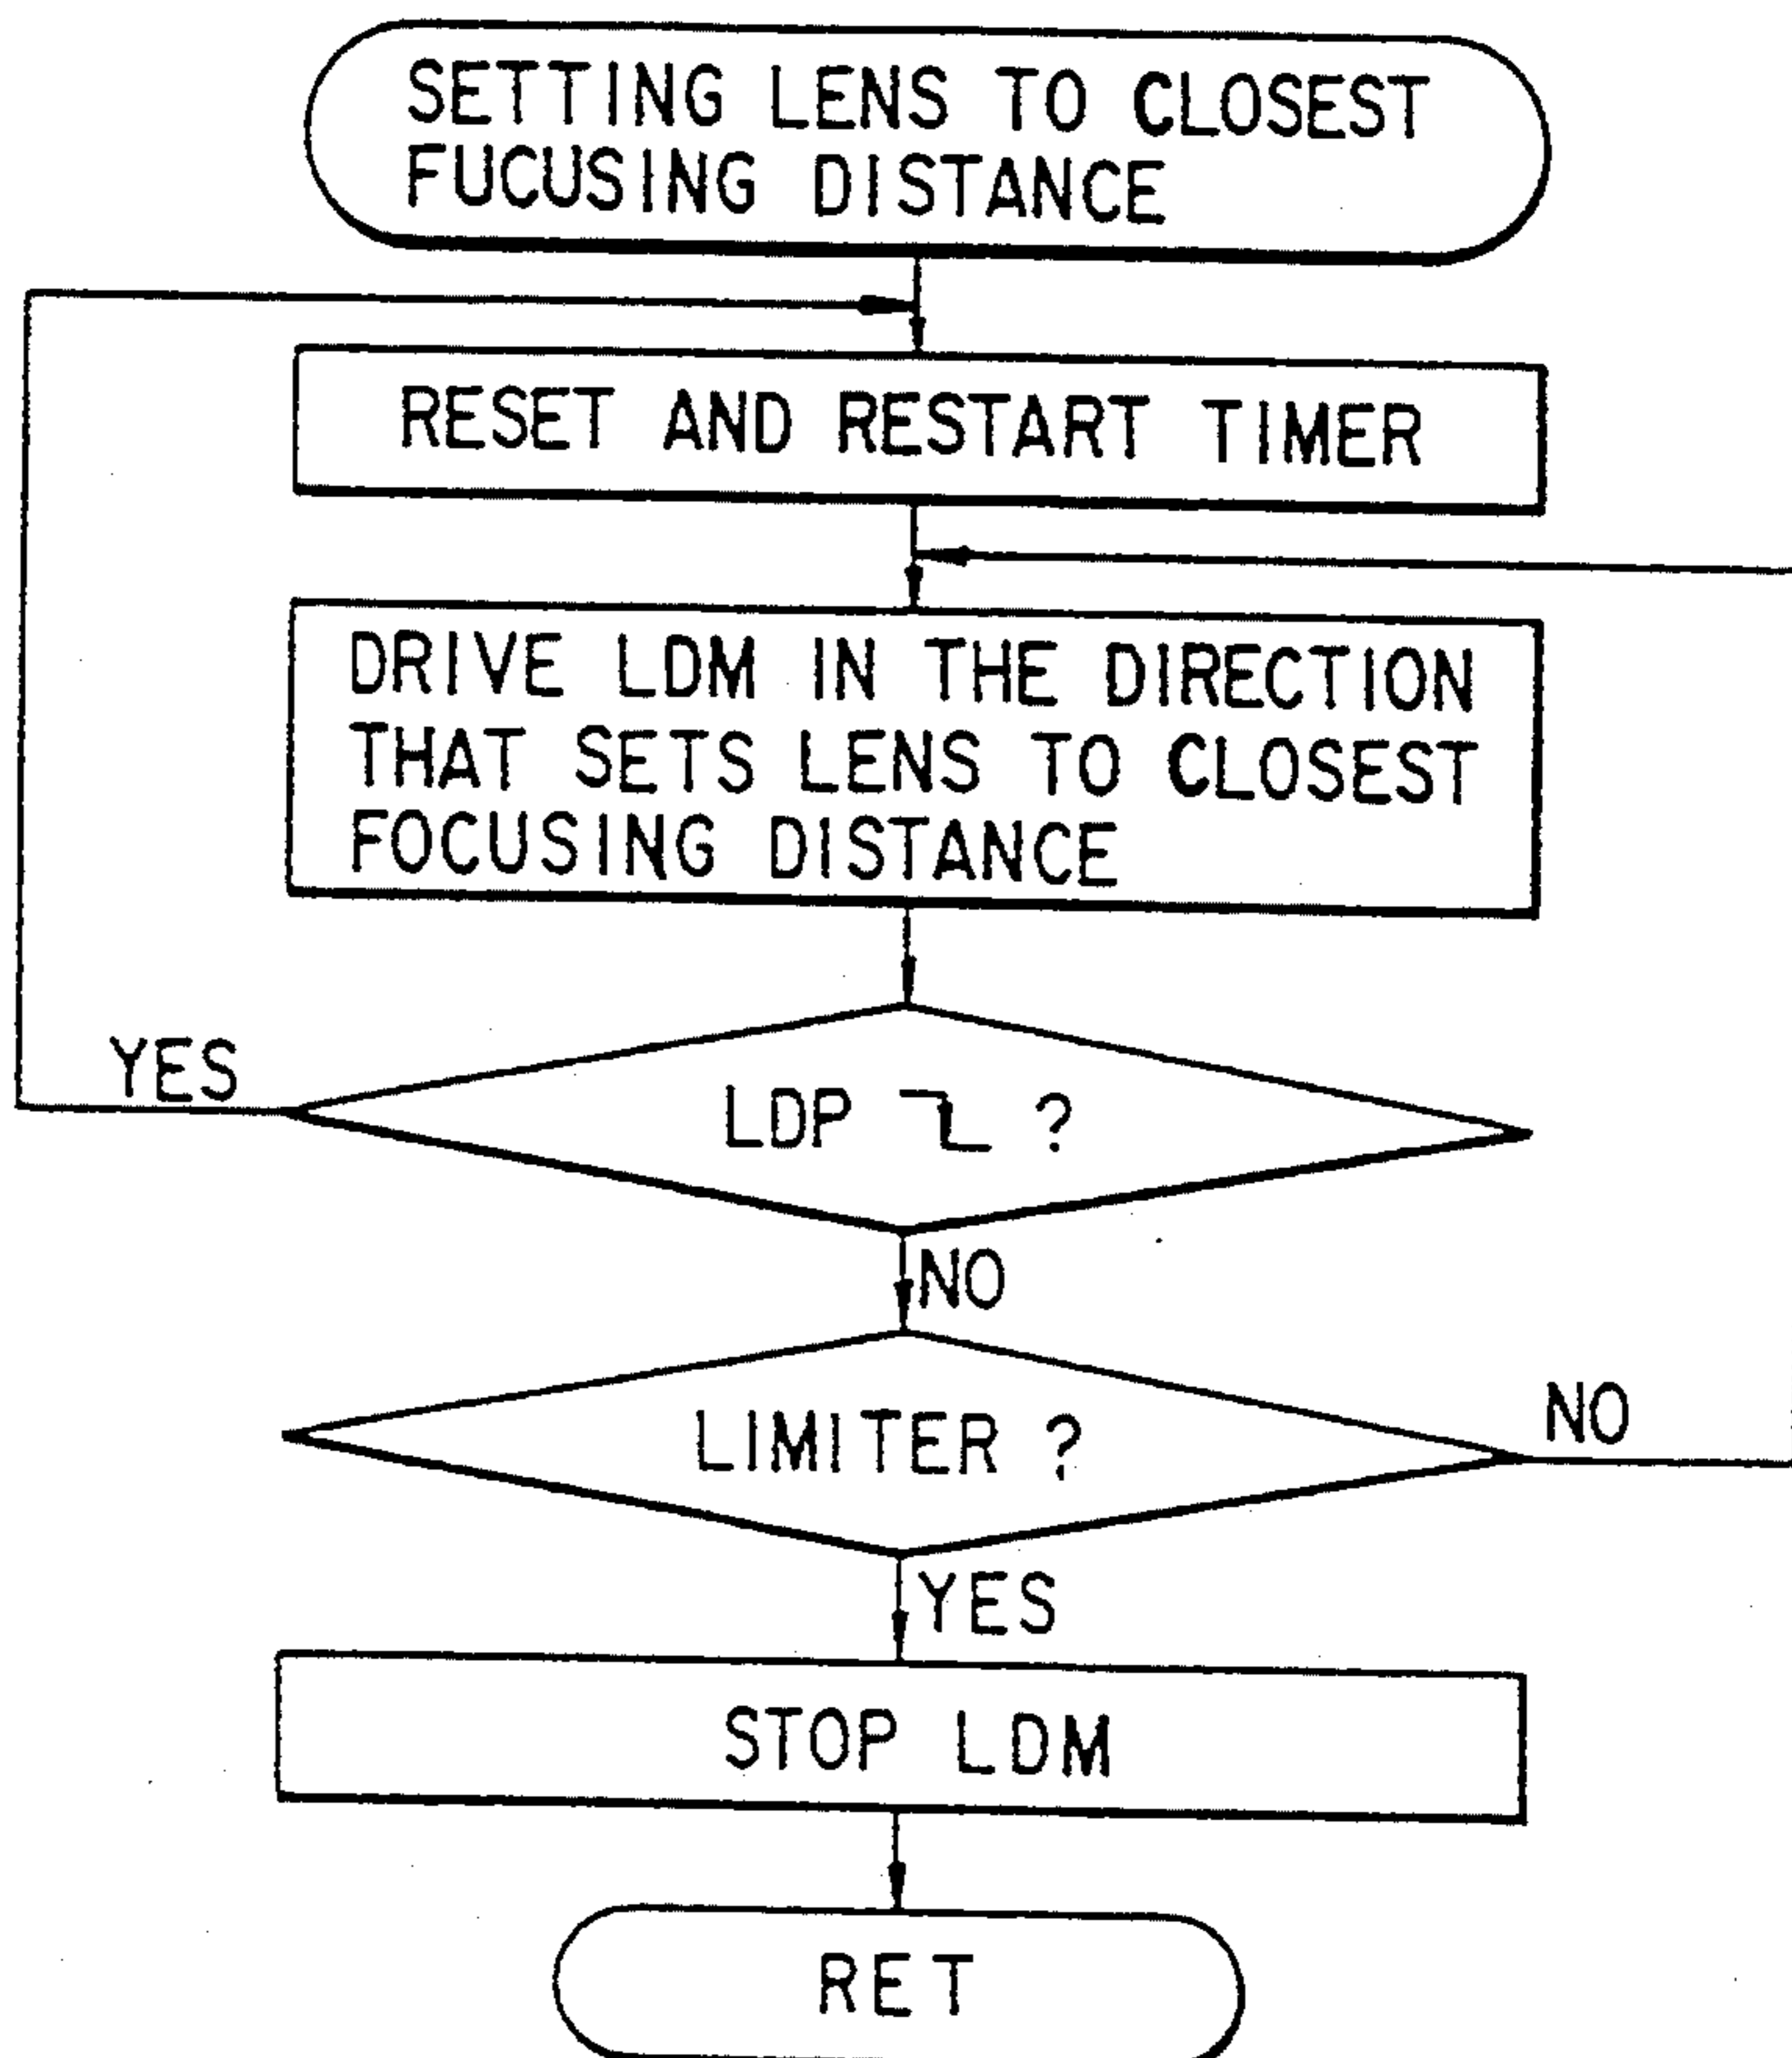 SETTING LENS TO CLOSEST
FUCUSING DISTANCE
RESET AND RESTART TIMER
DRIVE LDM IN THE DIRECTION
THAT SETS LENS TO CLOSEST
FOCUSING DISTANCE
YES
LDP ?
NO
LIMITER ?
NO
YES
STOP LDM
RET